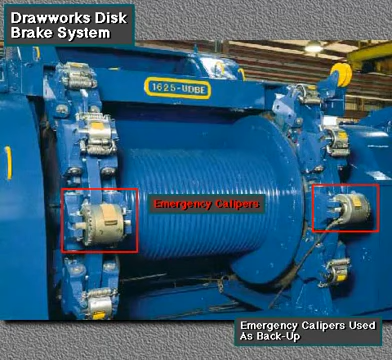 Drawworks Disk
Brake System
1625-UDBE
Emergency Calipers
Emergency Calipers Used
As Back-Up